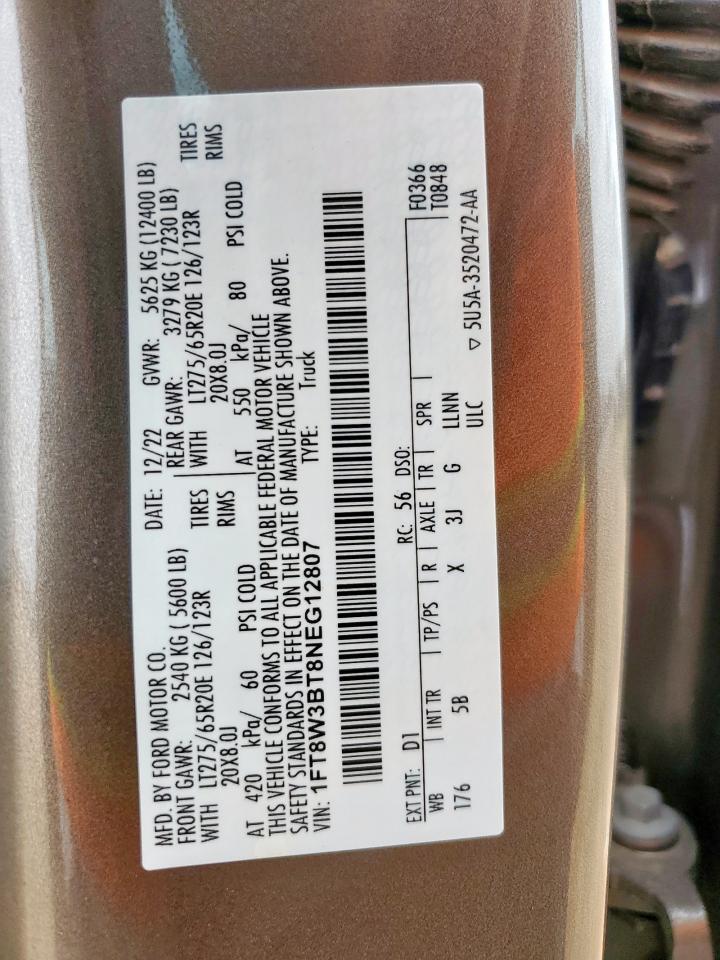 MFD. BY FORD MOTOR CO.
DATE: 12/22 GVWR: 5625 KG (12400 LB)
FRONT GAWR: 2540 KG ( 5600 LB) REAR GAWR: 3279 KG ( 7230 LB)
WITH LT275/65R20E 126/123R TIRES WITH LT275/65R20E 126/123R TIRES
20X8.0J RIMS 20X8.0J RIMS
AT 420 kPa/ 60 PSI COLD AT 550 kPa/ 80 PSI COLD
THIS VEHICLE CONFORMS TO ALL APPLICABLE FEDERAL MOTOR VEHICLE
SAFETY STANDARDS IN EFFECT ON THE DATE OF MANUFACTURE SHOWN ABOVE.
VIN: 1FT8W3BT8NEG12807 TYPE: Truck
EXT PNT: D1 RC: 56 DSO: F0366
WB | INT TR | TP/PS | R | AXLE | TR | SPR T0848
176 5B X 3J G LLNN
ULC ▽ 5U5A-3520472-AA